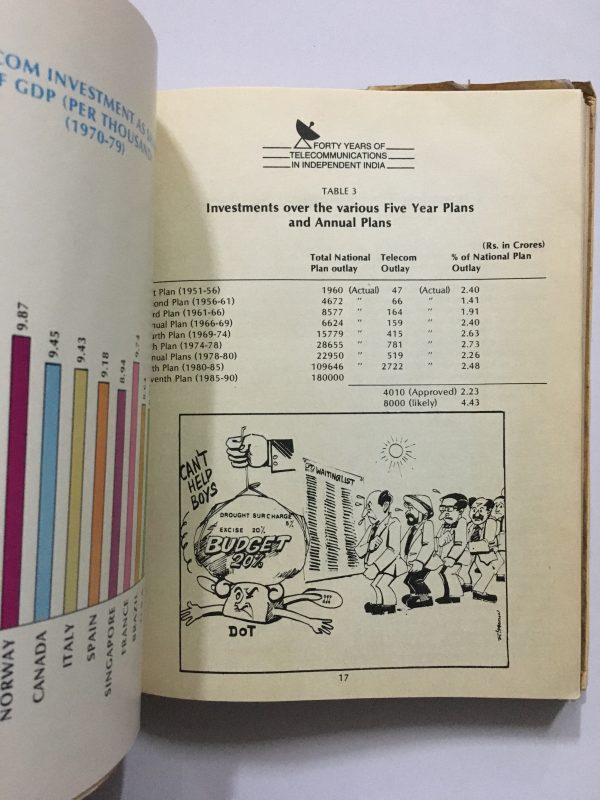 COM INVESTMENT AS
F GDP (PER THOUSAND
(1970-79)
9.87
9.45
9.43
9.18
8.94
NORWAY
CANADA
ITALY
SPAIN
SINGAPORE
FRANCE
BRAZIL
FORTY YEARS OF
TELECOMMUNICATIONS
IN INDEPENDENT INDIA
TABLE 3
Investments over the various Five Year Plans
and Annual Plans
(Rs. in Crores)
Total National Telecom % of National Plan
Plan outlay Outlay Outlay
t Plan (1951-56) 1960 (Actual) 47 (Actual) 2.40
ond Plan (1956-61) 4672 " 66 " 1.41
rd Plan (1961-66) 8577 " 164 " 1.91
nual Plan (1966-69) 6624 " 159 " 2.40
urth Plan (1969-74) 15779 " 415 " 2.63
h Plan (1974-78) 28655 " 781 " 2.73
nual Plans (1978-80) 22950 " 519 " 2.26
th Plan (1980-85) 109646 " 2722 " 2.48
venth Plan (1985-90) 180000
4010 (Approved) 2.23
8000 (likely) 4.43
CAN'T
HELP
BOYS
WAITING LIST
DROUGHT SURCHARGE
5%
EXCISE 20%
BUDGET
20%
DOT
17